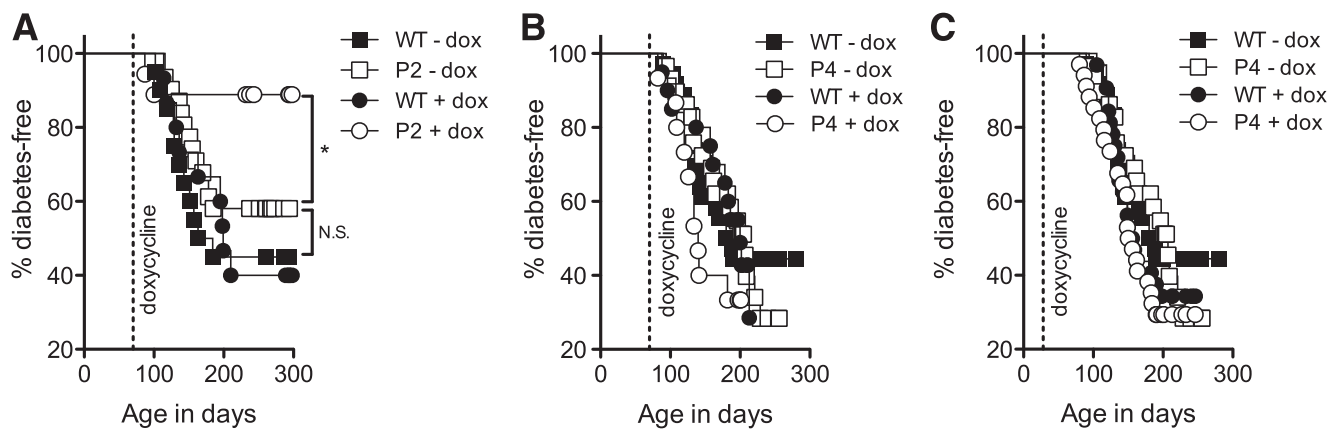 A
WT - dox
P2 - dox
WT + dox
P2 + dox
% diabetes-free
100
80
60
40
20
doxycycline
*
N.S.
0
100
200
300
Age in days
B
WT - dox
P4 - dox
WT + dox
P4 + dox
% diabetes-free
100
80
60
40
20
doxycycline
0
100
200
300
Age in days
C
WT - dox
P4 - dox
WT + dox
P4 + dox
% diabetes-free
100
80
60
40
20
doxycycline
0
100
200
300
Age in days